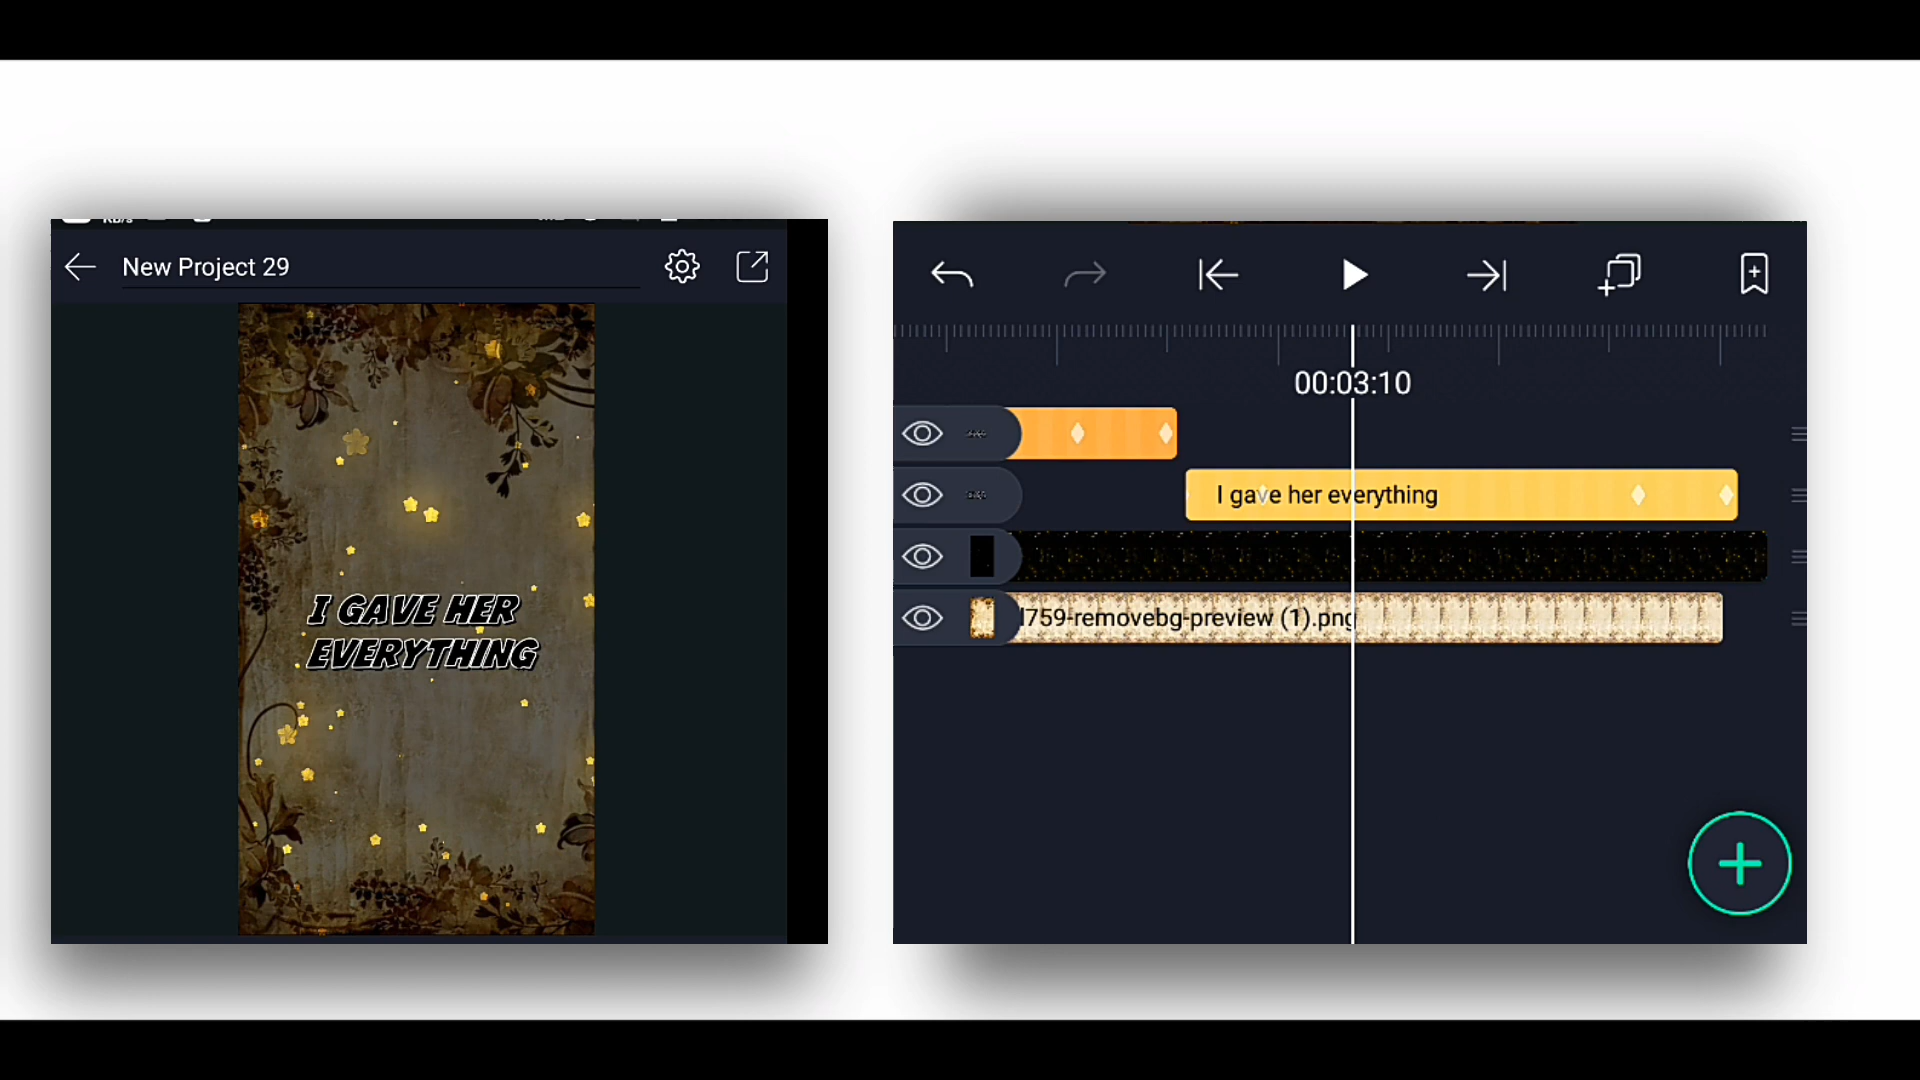 New Project 29
I GAVE HER
EVERYTHING
00:03:10
I gave her everything
759-removebg-preview (1).png